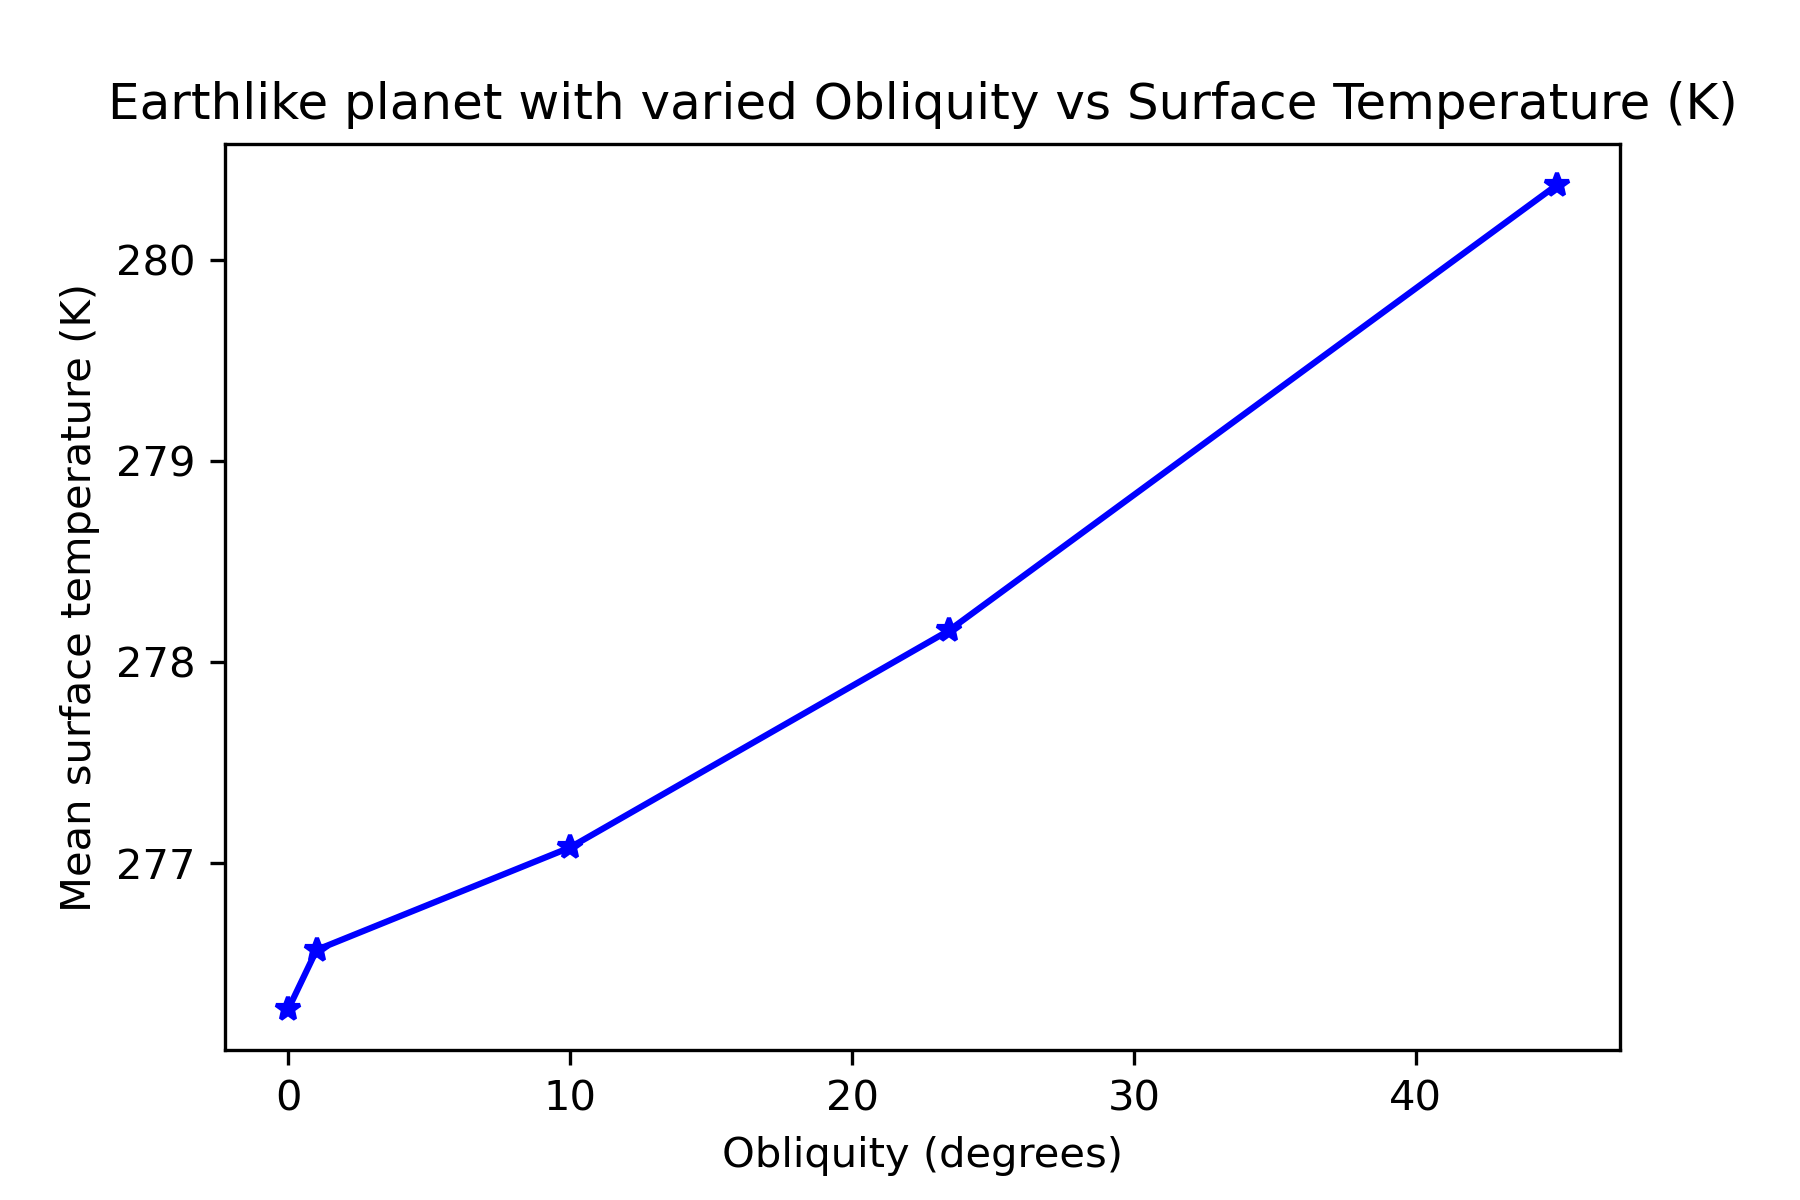 Earthlike planet with varied Obliquity vs Surface Temperature (K)
Mean surface temperature (K)
280
279
278
277
0 10 20 30 40
Obliquity (degrees)